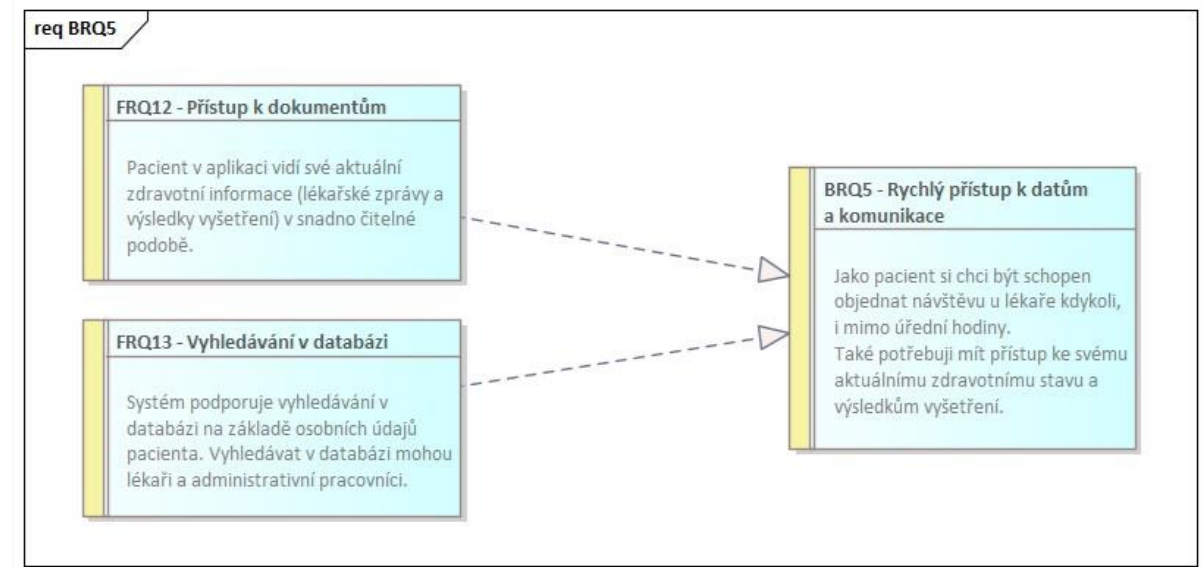 req BRQ5
FRQ12 - Přístup k dokumentům
Pacient v aplikaci vidí své aktuální
zdravotní informace (lékařské zprávy a
výsledky vyšetření) v snadno čitelné
podobě.
FRQ13 - Vyhledávání v databázi
Systém podporuje vyhledávání v
databázi na základě osobních údajů
pacienta. Vyhledávat v databázi mohou
lékaři a administrativní pracovníci.
BRQ5 - Rychlý přístup k datům
a komunikace
Jako pacient si chci být schopen
objednat návštěvu u lékaře kdykoli,
i mimo úřední hodiny.
Také potřebuji mít přístup ke svému
aktuálnímu zdravotnímu stavu a
výsledkům vyšetření.